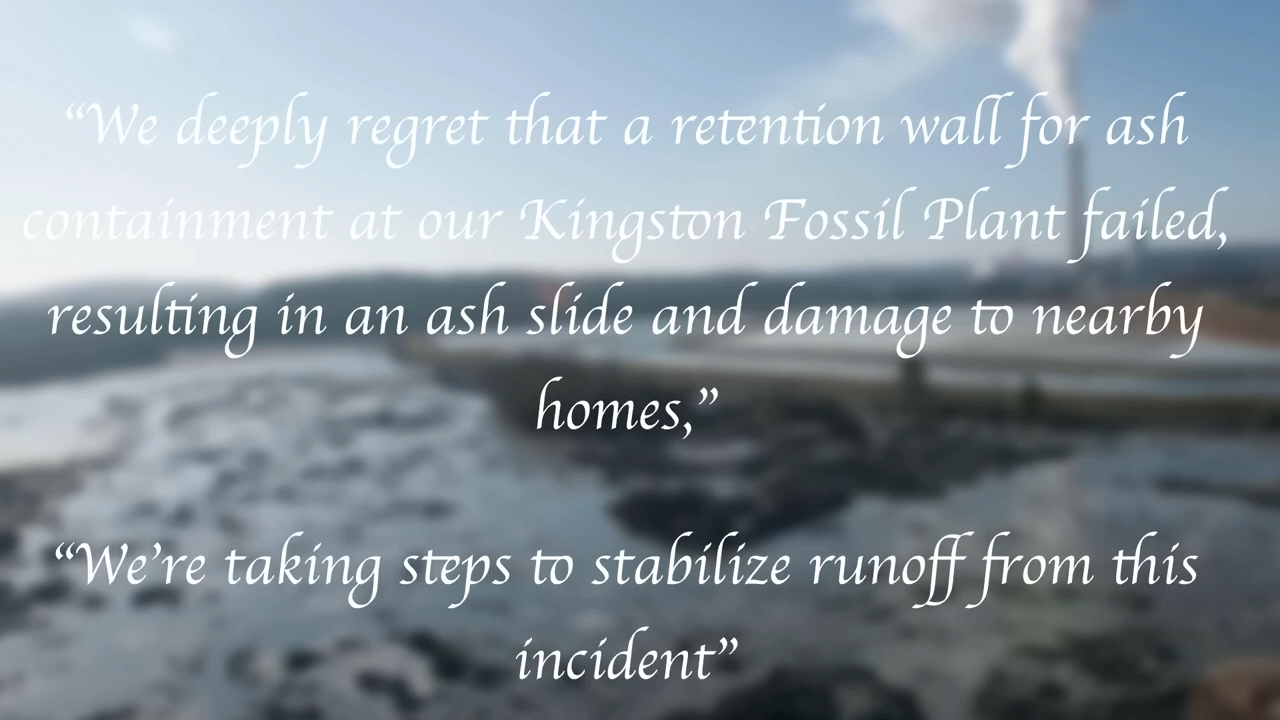 “We deeply regret that a retention wall for ash
containment at our Kingston Fossil Plant failed,
resulting in an ash slide and damage to nearby
homes,”
“We’re taking steps to stabilize runoff from this
incident”